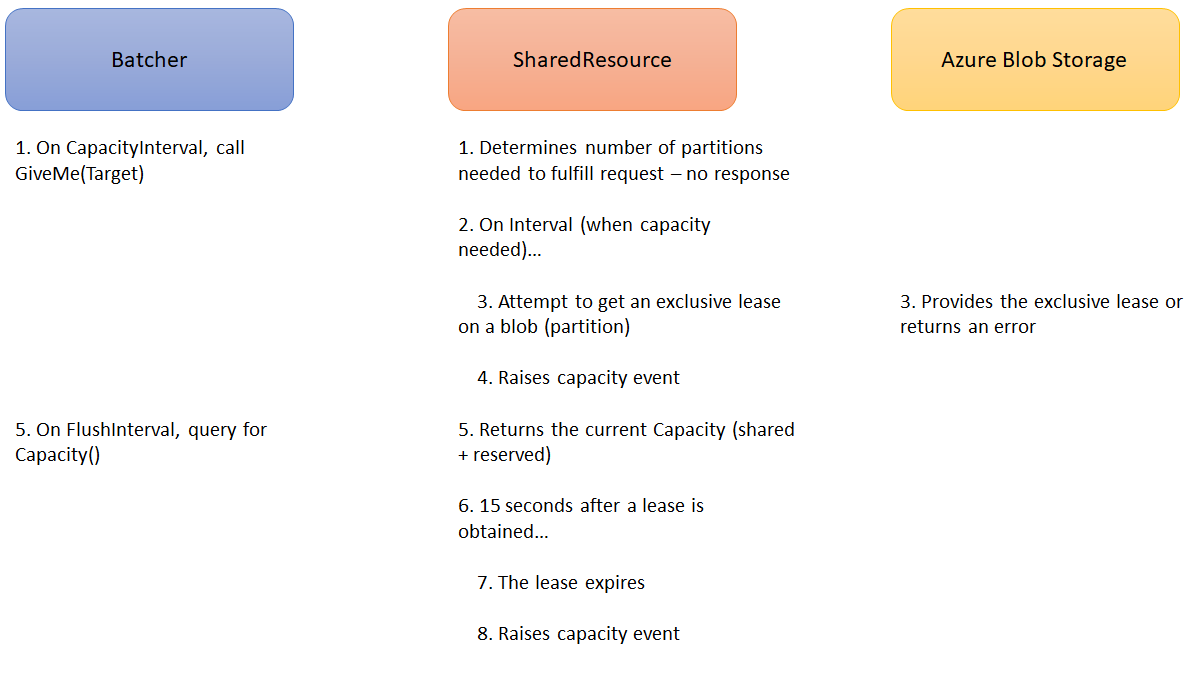 Batcher
SharedResource
Azure Blob Storage
1. On CapacityInterval, call
GiveMe(Target)
1. Determines number of partitions
needed to fulfill request – no response
2. On Interval (when capacity
needed)…
3. Attempt to get an exclusive lease
on a blob (partition)
3. Provides the exclusive lease or
returns an error
4. Raises capacity event
5. On FlushInterval, query for
Capacity()
5. Returns the current Capacity (shared
+ reserved)
6. 15 seconds after a lease is
obtained…
7. The lease expires
8. Raises capacity event